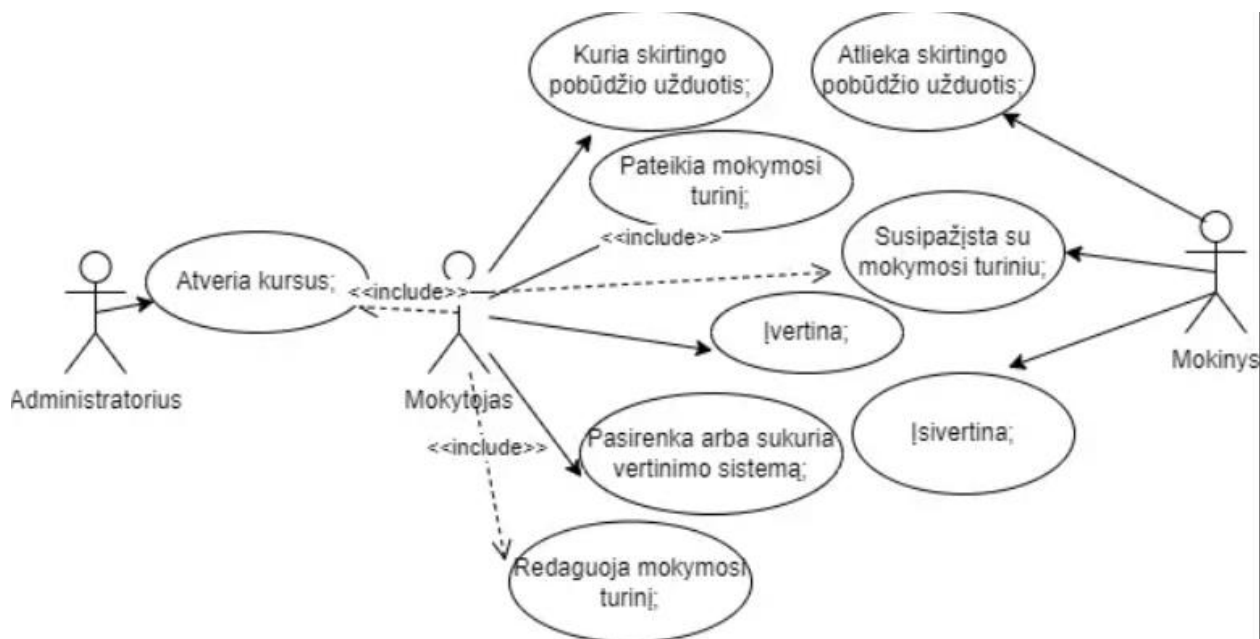 Kuria skirtingo
pobūdžio užduotis;
Atlieka skirtingo
pobūdžio užduotis;
Pateikia mokymosi
turinį;
<<include>>
Susipažįsta su
mokymosi turiniu;
Atveria kursus;
<<include>>
Įvertina;
Mokinys
Administratorius
Mokytojas
<<include>>
Pasirenka arba sukuria
vertinimo sistemą;
Įsivertina;
Redaguoja mokymosi
turinį;